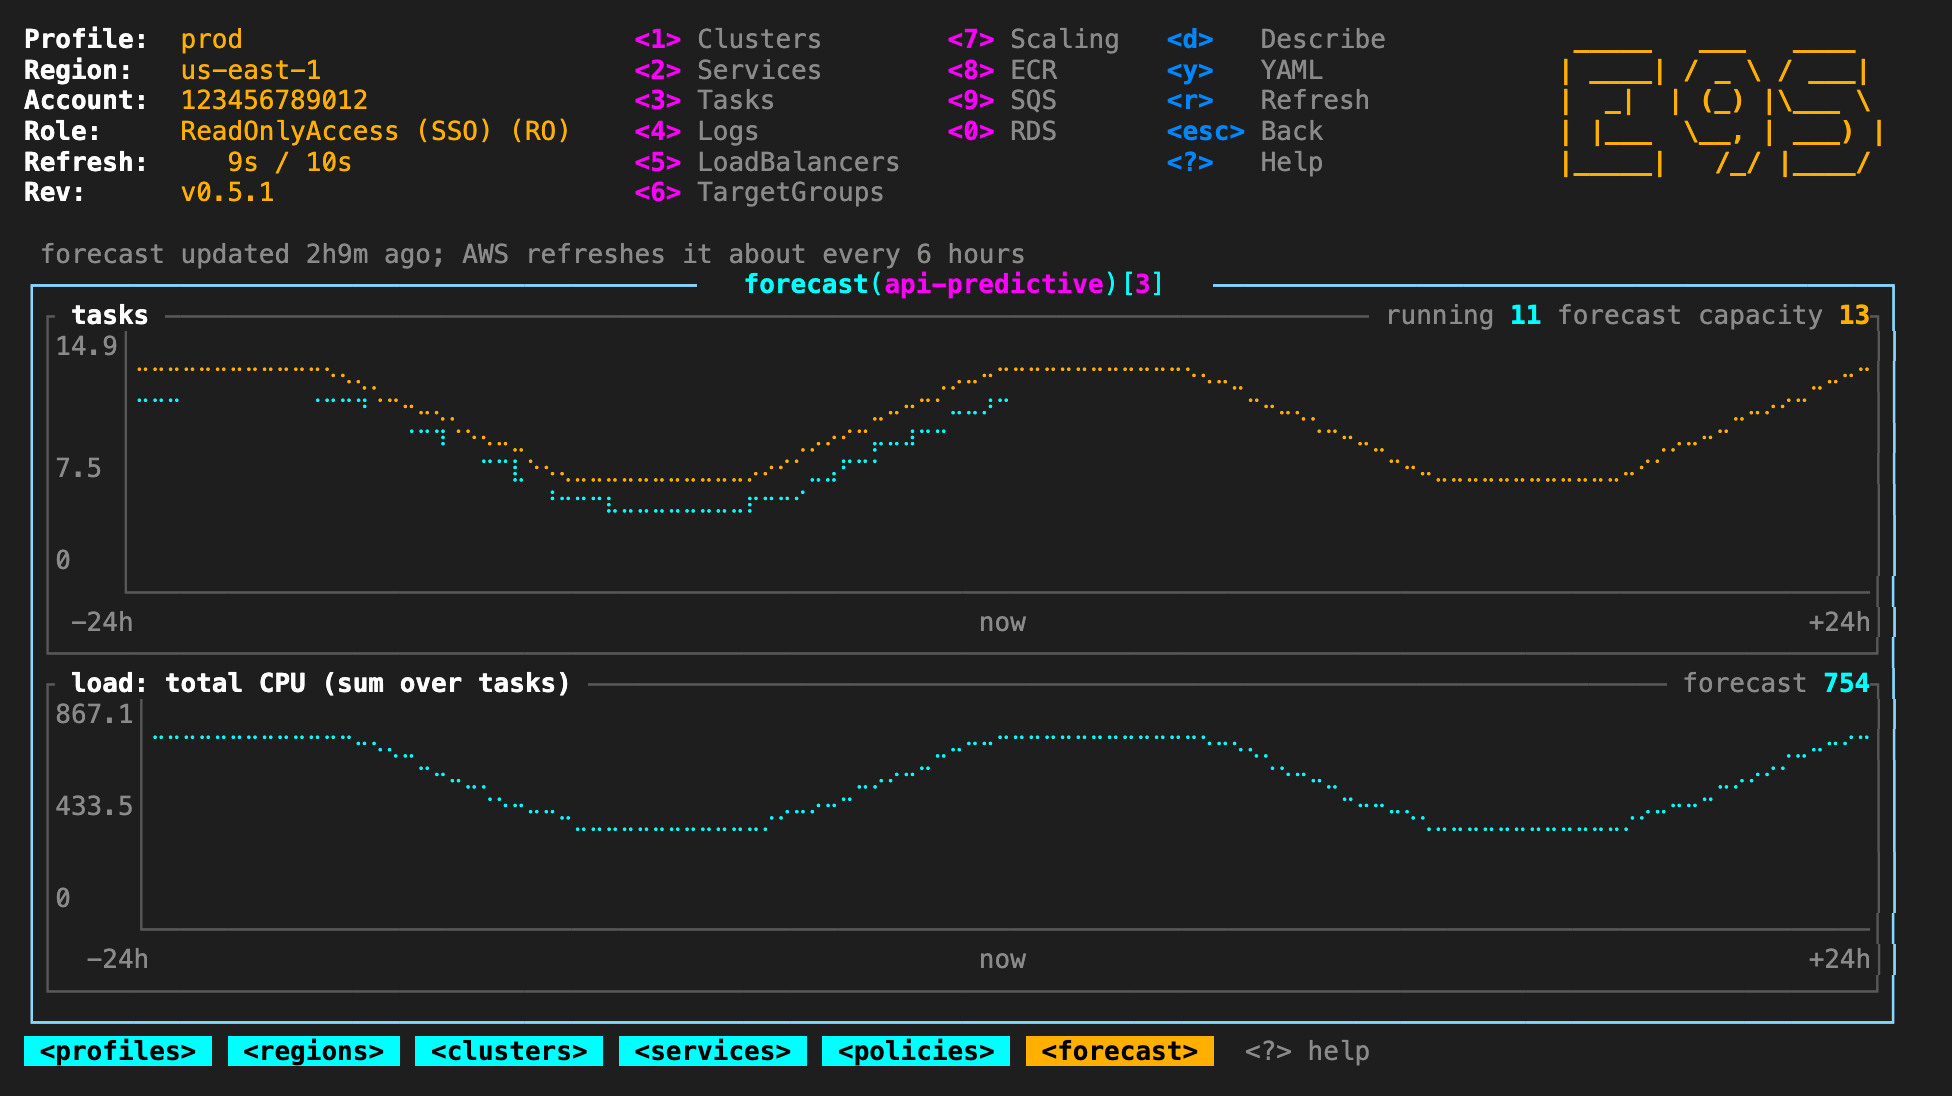 Profile: prod <1> Clusters <7> Scaling <d> Describe
Region: us-east-1 <2> Services <8> ECR <y> YAML
Account: 123456789012 <3> Tasks <9> SQS <r> Refresh
Role: ReadOnlyAccess (SSO) (RO) <4> Logs <0> RDS <esc> Back
Refresh: 9s / 10s <5> LoadBalancers <?> Help
Rev: v0.5.1 <6> TargetGroups
E9S
forecast updated 2h9m ago; AWS refreshes it about every 6 hours
forecast(api-predictive)[3]
tasks running 11 forecast capacity 13
14.9
7.5
0
-24h now +24h
load: total CPU (sum over tasks) forecast 754
867.1
433.5
0
-24h now +24h
<profiles> <regions> <clusters> <services> <policies> <forecast> <?> help